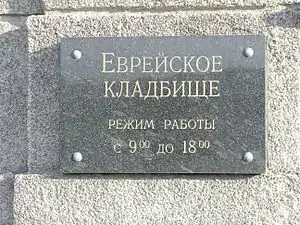 ЕВРЕЙСКОЕ
КЛАДБИЩЕ
РЕЖИМ РАБОТЫ
С 9⁰⁰ ДО 18⁰⁰